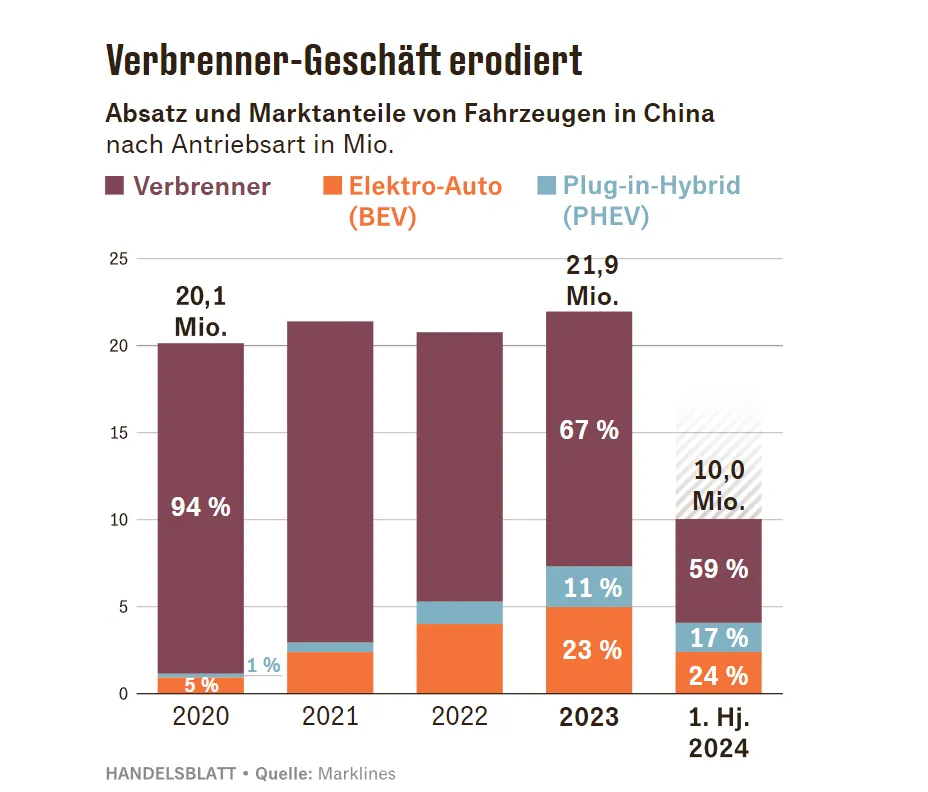 Verbrenner-Geschäft erodiert
Absatz und Marktanteile von Fahrzeugen in China
nach Antriebsart in Mio.
Verbrenner
Elektro-Auto
(BEV)
Plug-in-Hybrid
(PHEV)
25
20
15
10
5
0
20,1
Mio.
94 %
1 %
5 %
21,9
Mio.
67 %
11 %
23 %
10,0
Mio.
59 %
17 %
24 %
2020
2021
2022
2023
1. Hj.
2024
HANDELSBLATT • Quelle: Marklines